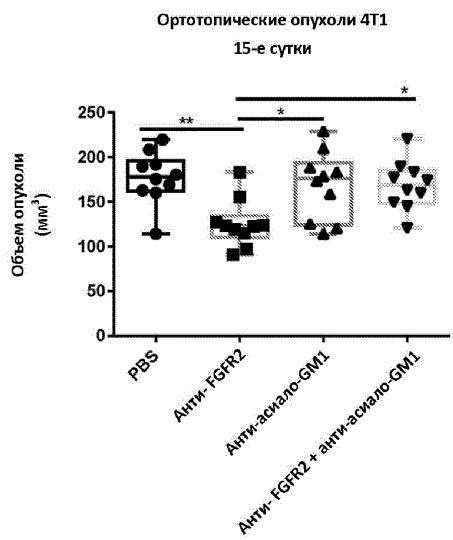 Ортотопические опухоли 4T1
15-е сутки
*
**
*
Объем опухоли
(мм³)
250
200
150
100
50
0
PBS
Анти- FGFR2
Анти-асиало-GM1
Анти- FGFR2 + анти-асиало-GM1